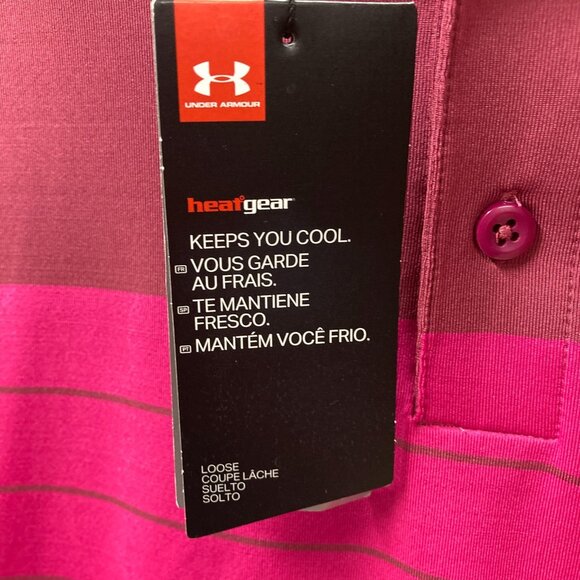 UNDER ARMOUR
heatgear
KEEPS YOU COOL.
FR VOUS GARDE
AU FRAIS.
SP TE MANTIENE
FRESCO.
PT MANTÉM VOCÊ FRIO.
LOOSE
COUPE LÂCHE
SUELTO
SOLTO